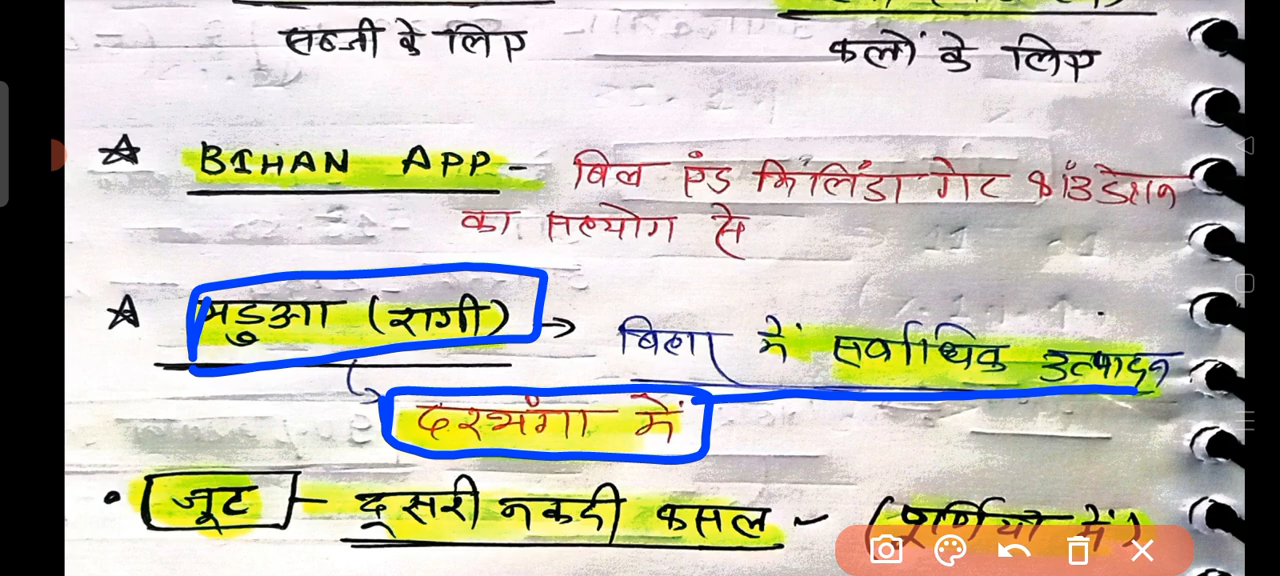 सब्जी के लिए
फलों के लिए
☆ BIHAN APP - बिल एंड मिलिंडा गेट फाउंडेशन
का सहयोग से
☆ मडुआ (रागी) → बिहार में सर्वाधिक उत्पादन
दरभंगा में
• जूट - दूसरी नकदी फसल - (पूर्णिया में)